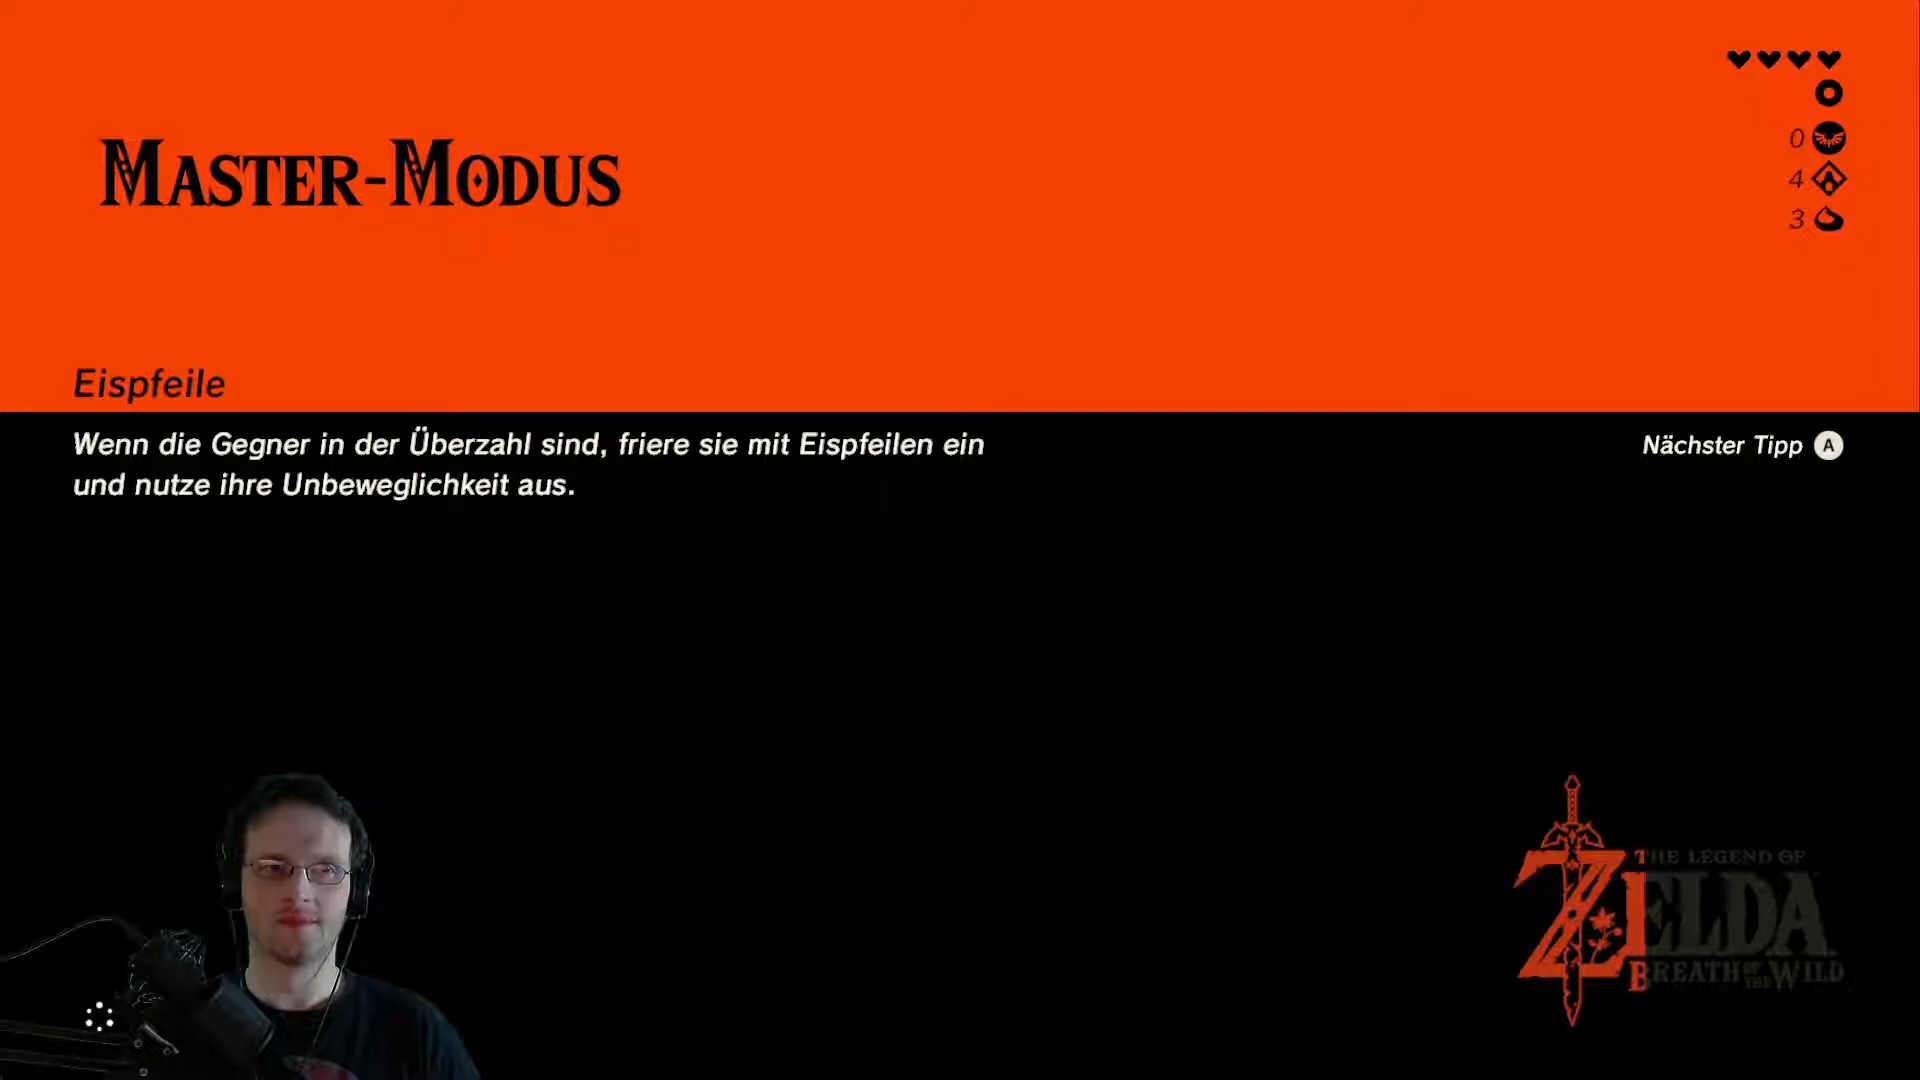 MASTER-MODUS
0
4
3
Eispfeile
Wenn die Gegner in der Überzahl sind, friere sie mit Eispfeilen ein
und nutze ihre Unbeweglichkeit aus.
Nächster Tipp A
THE LEGEND OF
ZELDA
BREATH OF THE WILD